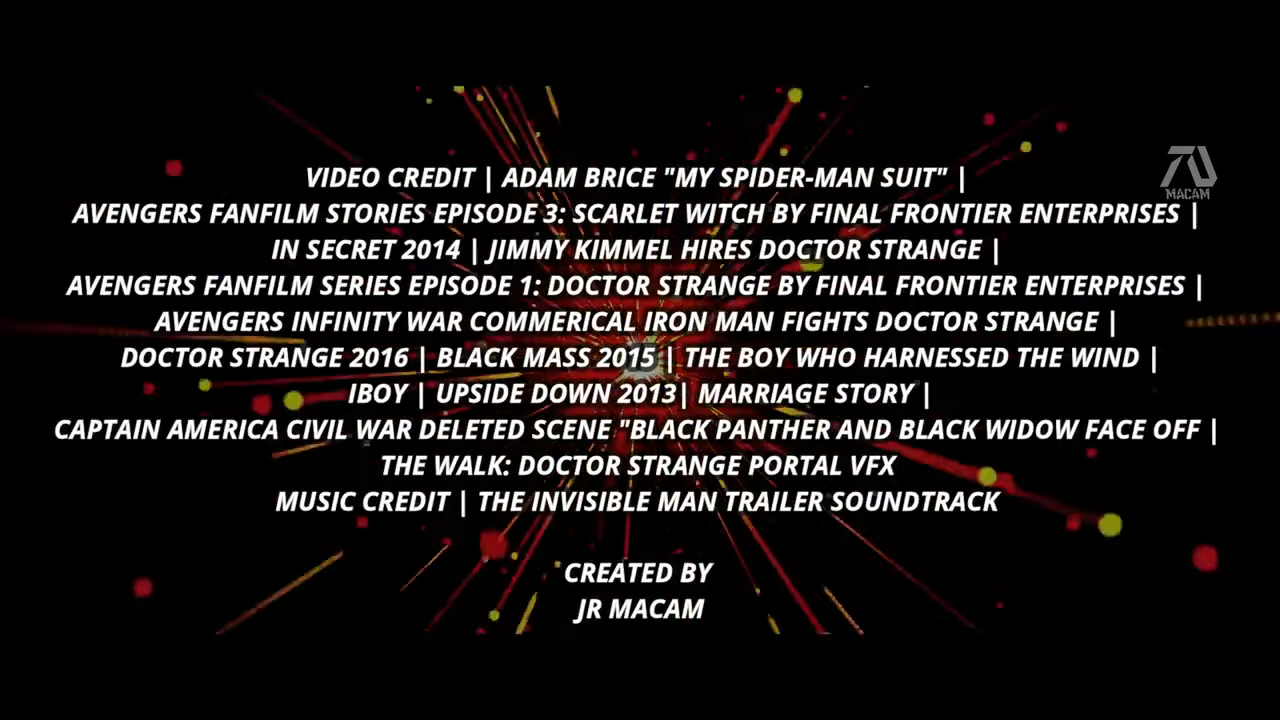 VIDEO CREDIT | ADAM BRICE "MY SPIDER-MAN SUIT" |
AVENGERS FANFILM STORIES EPISODE 3: SCARLET WITCH BY FINAL FRONTIER ENTERPRISES |
IN SECRET 2014 | JIMMY KIMMEL HIRES DOCTOR STRANGE |
AVENGERS FANFILM SERIES EPISODE 1: DOCTOR STRANGE BY FINAL FRONTIER ENTERPRISES |
AVENGERS INFINITY WAR COMMERICAL IRON MAN FIGHTS DOCTOR STRANGE |
DOCTOR STRANGE 2016 | BLACK MASS 2015 | THE BOY WHO HARNESSED THE WIND |
IBOY | UPSIDE DOWN 2013| MARRIAGE STORY |
CAPTAIN AMERICA CIVIL WAR DELETED SCENE "BLACK PANTHER AND BLACK WIDOW FACE OFF |
THE WALK: DOCTOR STRANGE PORTAL VFX
MUSIC CREDIT | THE INVISIBLE MAN TRAILER SOUNDTRACK
CREATED BY
JR MACAM
MACAM